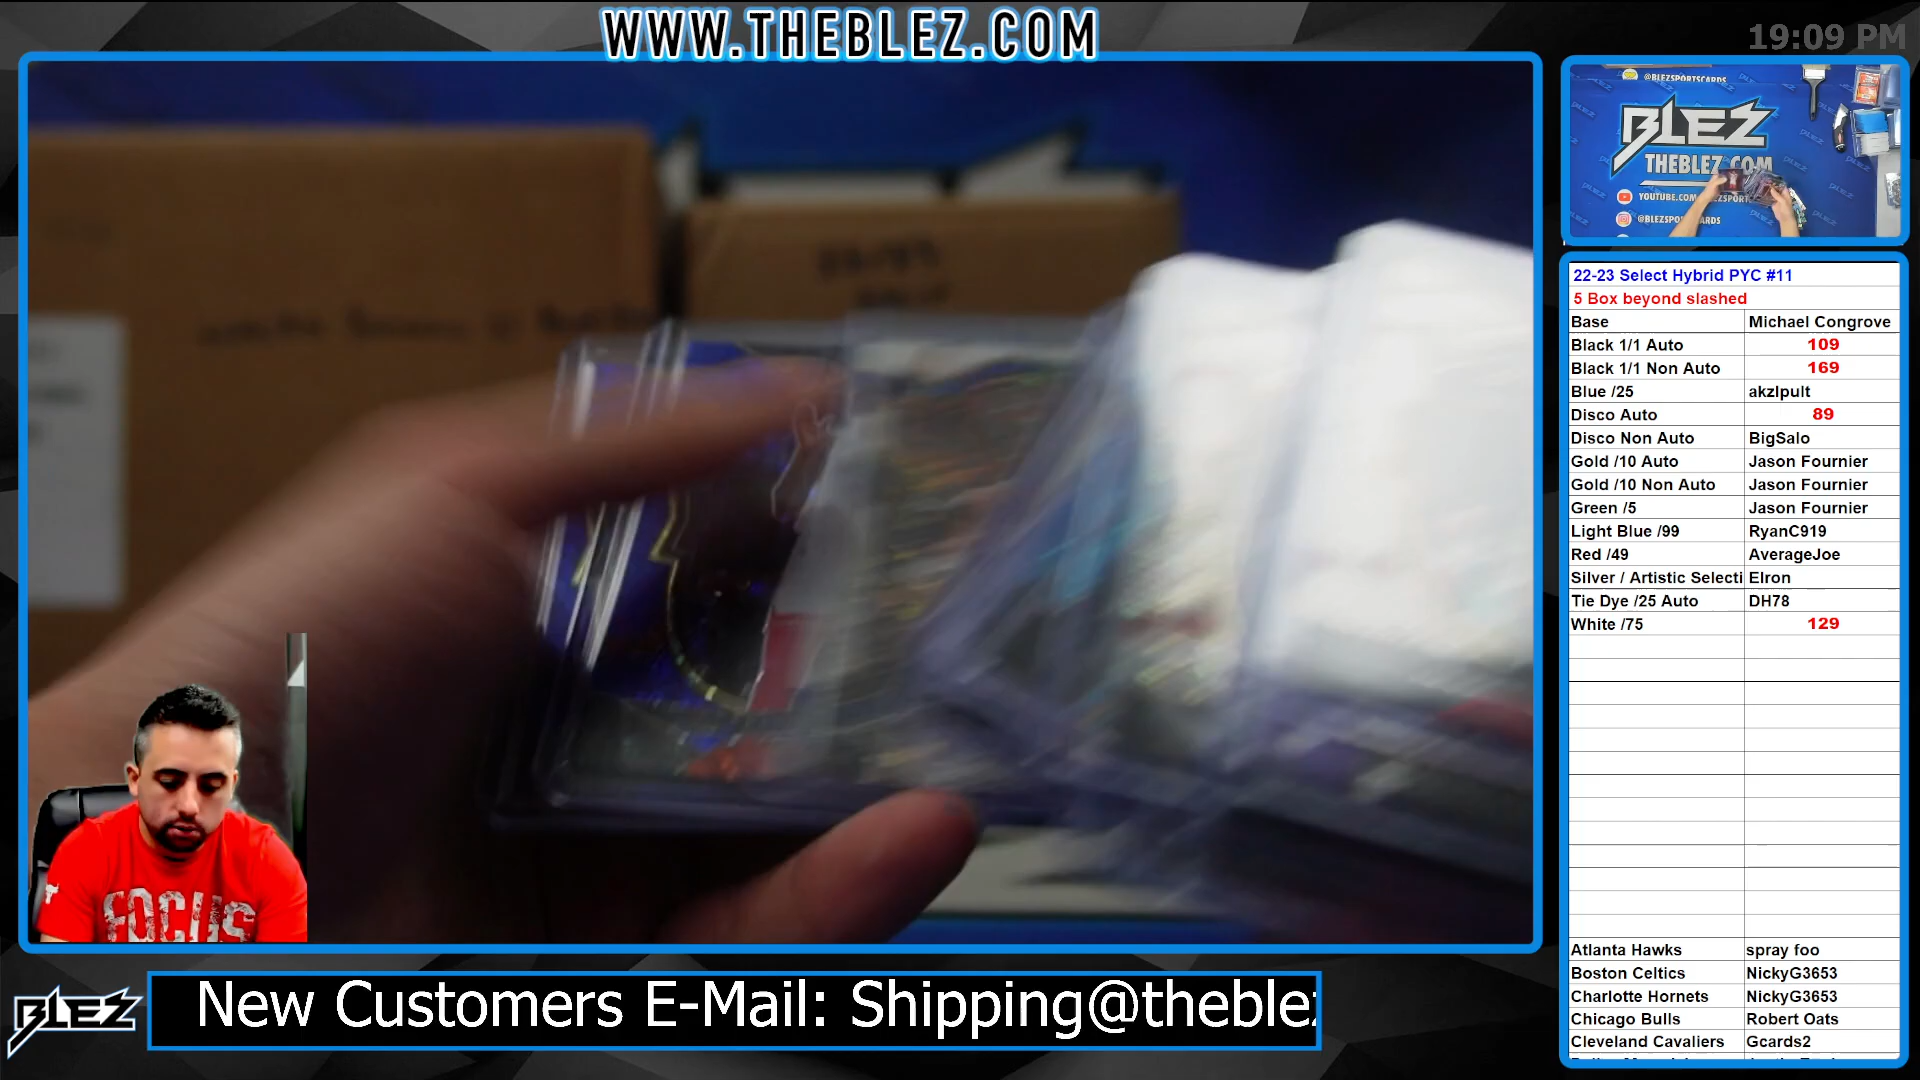 WWW.THEBLEZ.COM
19:09 PM
@BLEZSPORTSCARDS
BLEZ
THEBLEZ.COM
22-23 Select Hybrid PYC #11
5 Box beyond slashed
Base Michael Congrove
Black 1/1 Auto 109
Black 1/1 Non Auto 169
Blue /25 akzlpult
Disco Auto 89
Disco Non Auto BigSalo
Gold /10 Auto Jason Fournier
Gold /10 Non Auto Jason Fournier
Green /5 Jason Fournier
Light Blue /99 RyanC919
Red /49 AverageJoe
Silver / Artistic Selecti Elron
Tie Dye /25 Auto DH78
White /75 129
Atlanta Hawks spray foo
Boston Celtics NickyG3653
Charlotte Hornets NickyG3653
Chicago Bulls Robert Oats
Cleveland Cavaliers Gcards2
FOCUS
BLEZ
New Customers E-Mail: Shipping@theblez